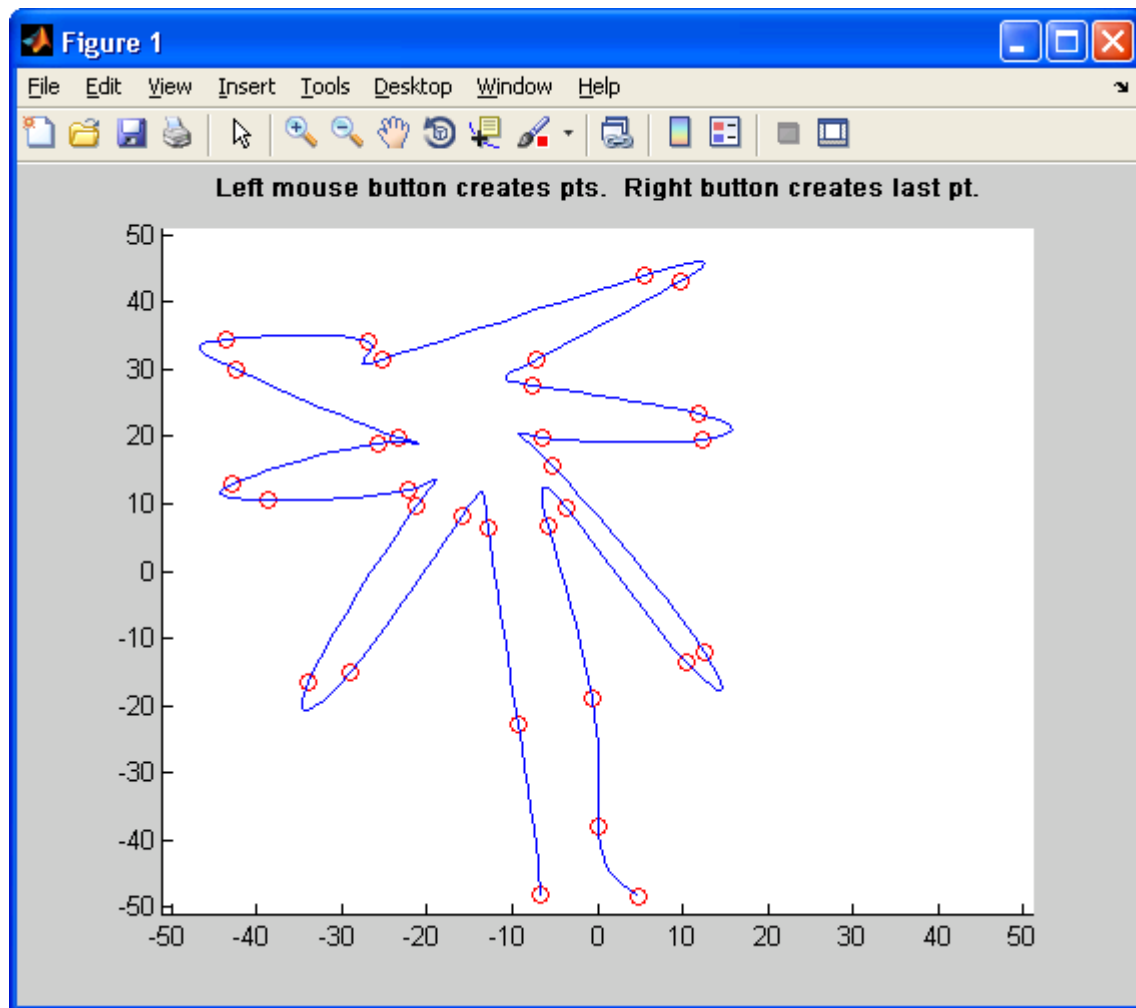 Figure 1
File Edit View Insert Tools Desktop Window Help
Left mouse button creates pts. Right button creates last pt.
50
40
30
20
10
0
-10
-20
-30
-40
-50
-50 -40 -30 -20 -10 0 10 20 30 40 50